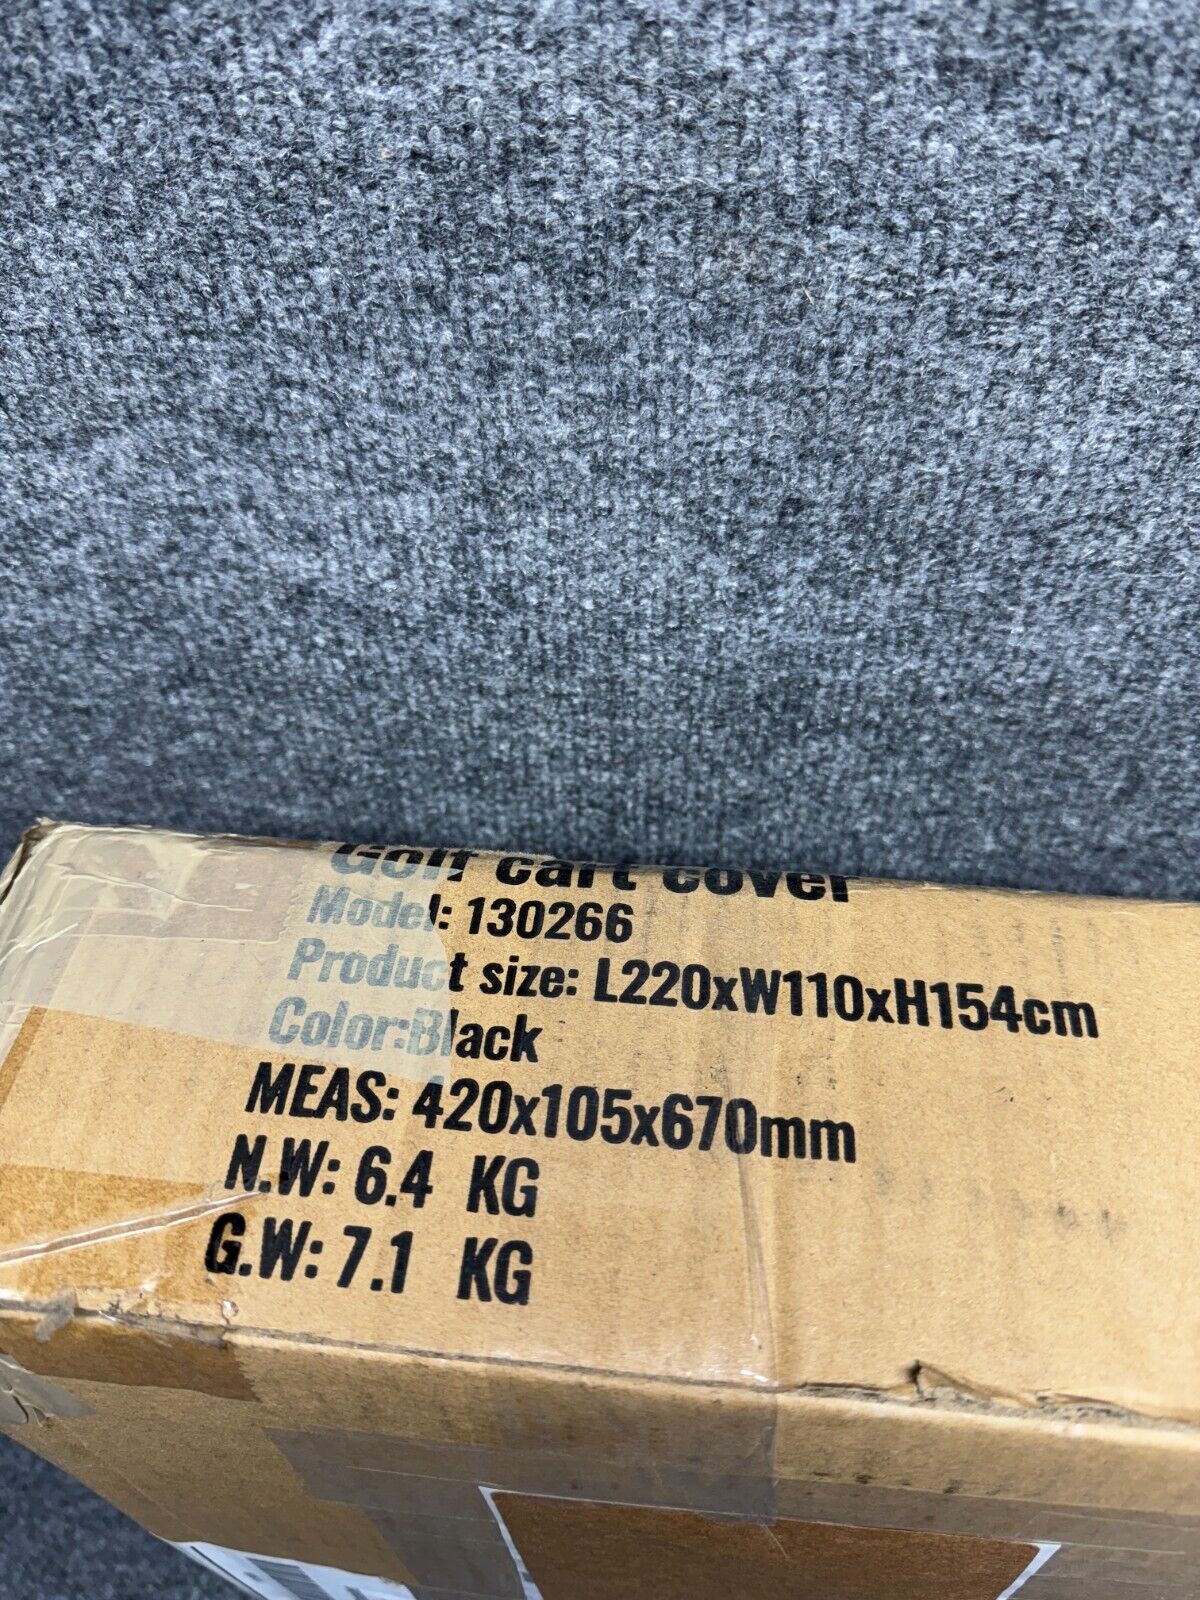 Golf cart cover
Model: 130266
Product size: L220xW110xH154cm
Color:Black
MEAS: 420x105x670mm
N.W: 6.4 KG
G.W: 7.1 KG